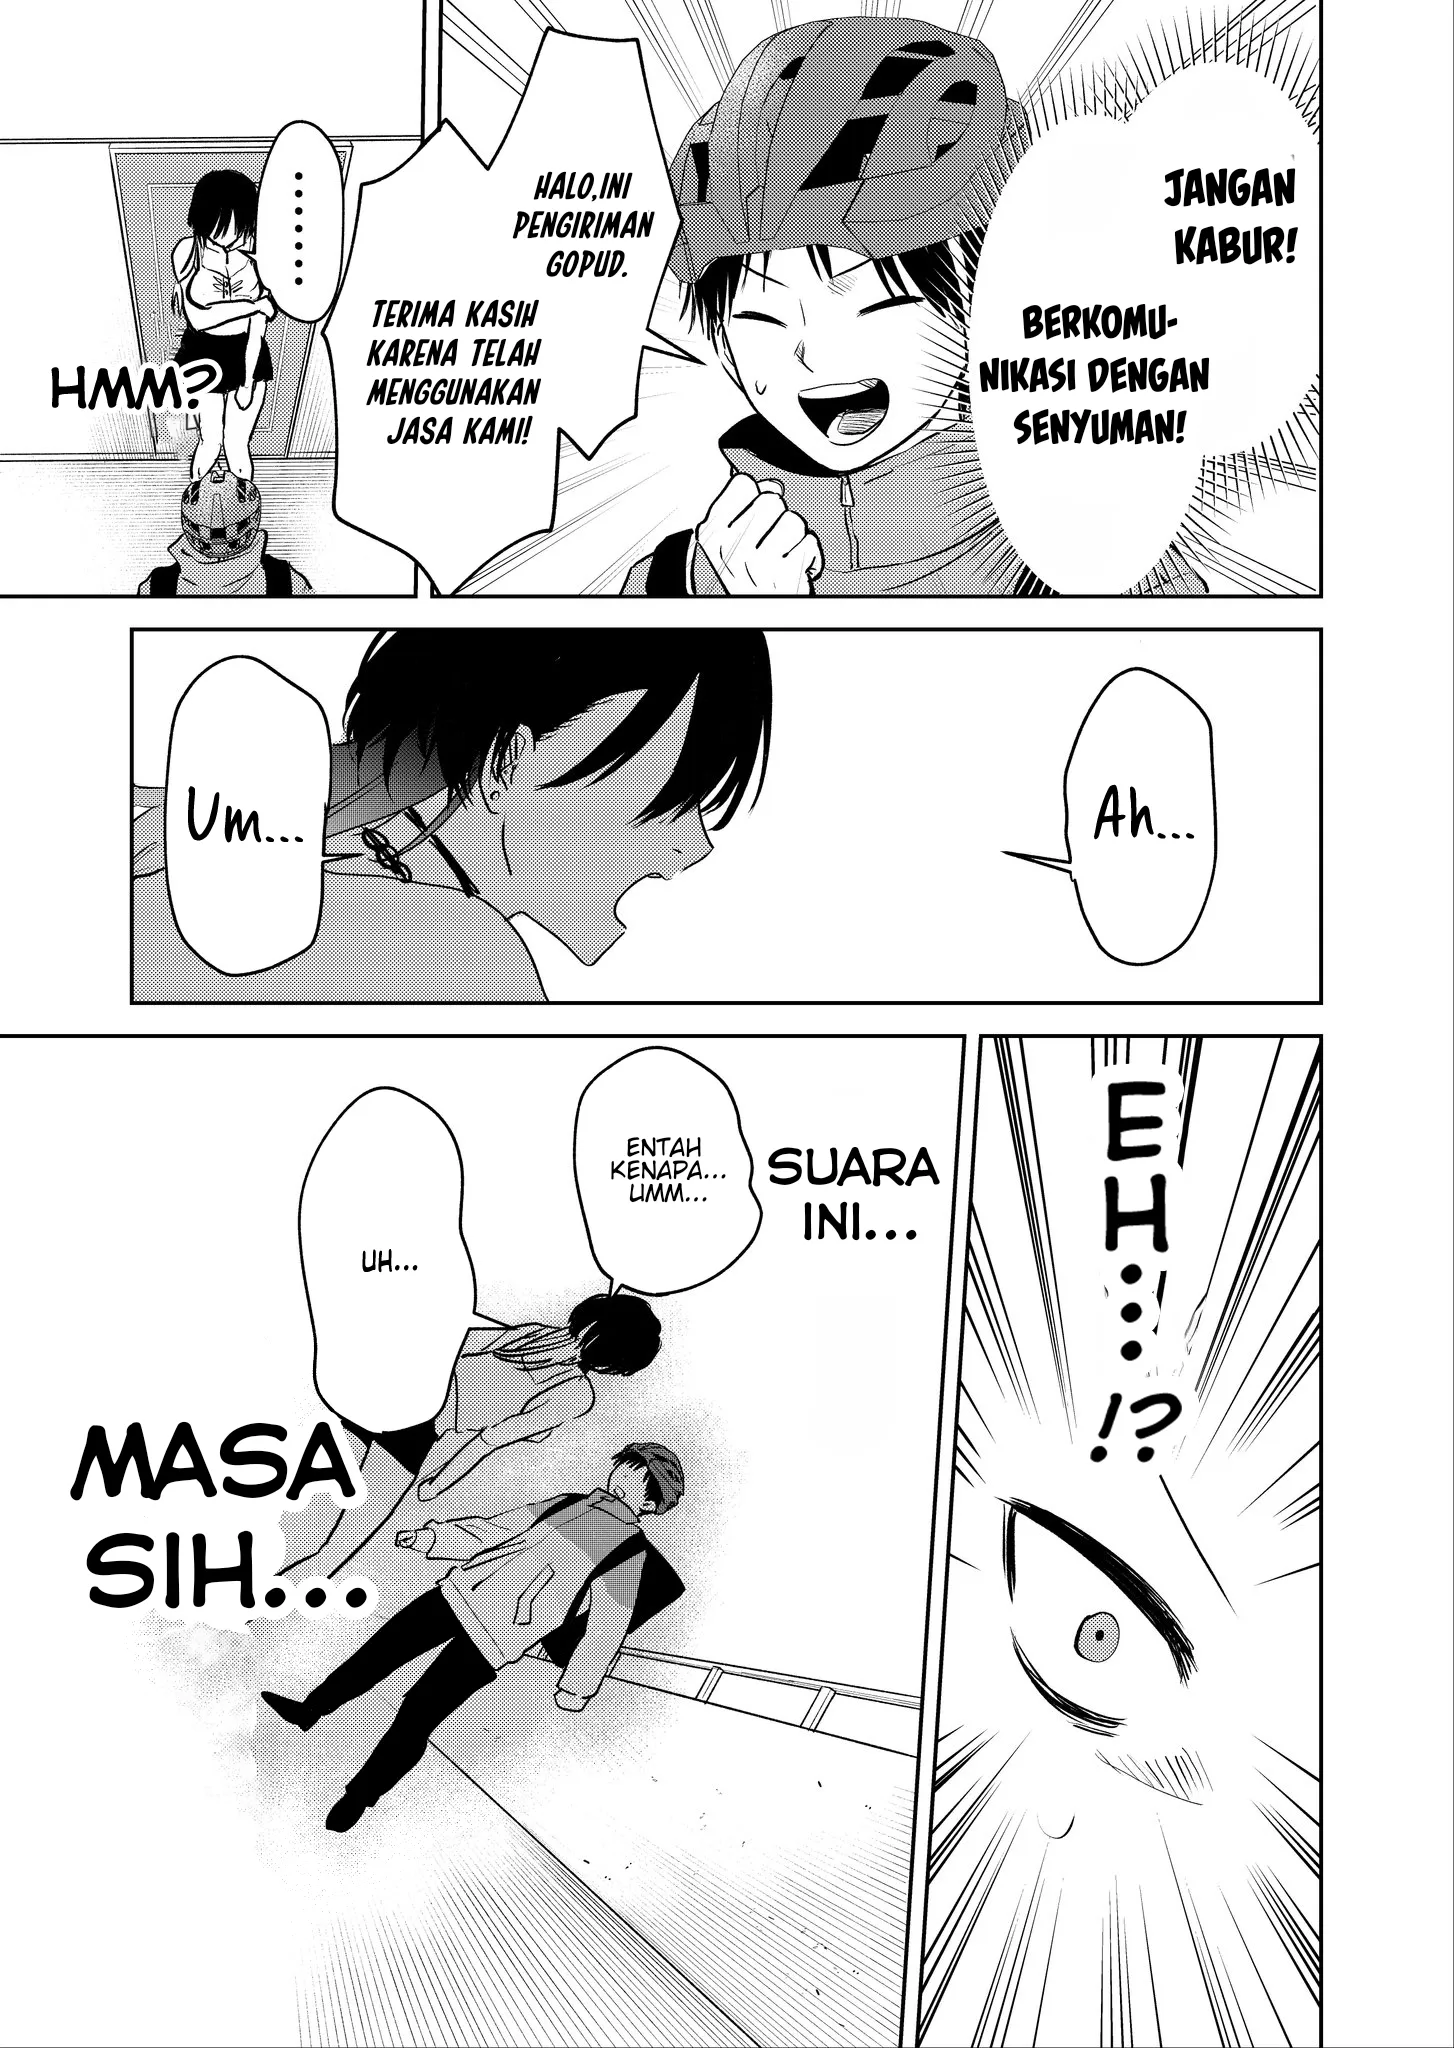 JANGAN
KABUR!
BERKOMU-
NIKASI DENGAN
SENYUMAN!
HALO,INI
PENGIRIMAN
GOPUD.
TERIMA KASIH
KARENA TELAH
MENGGUNAKAN
JASA KAMI!
........
HMM?
Ah...
Um...
EH...!?
SUARA
INI...
ENTAH
KENAPA...
UMM...
UH...
MASA
SIH...